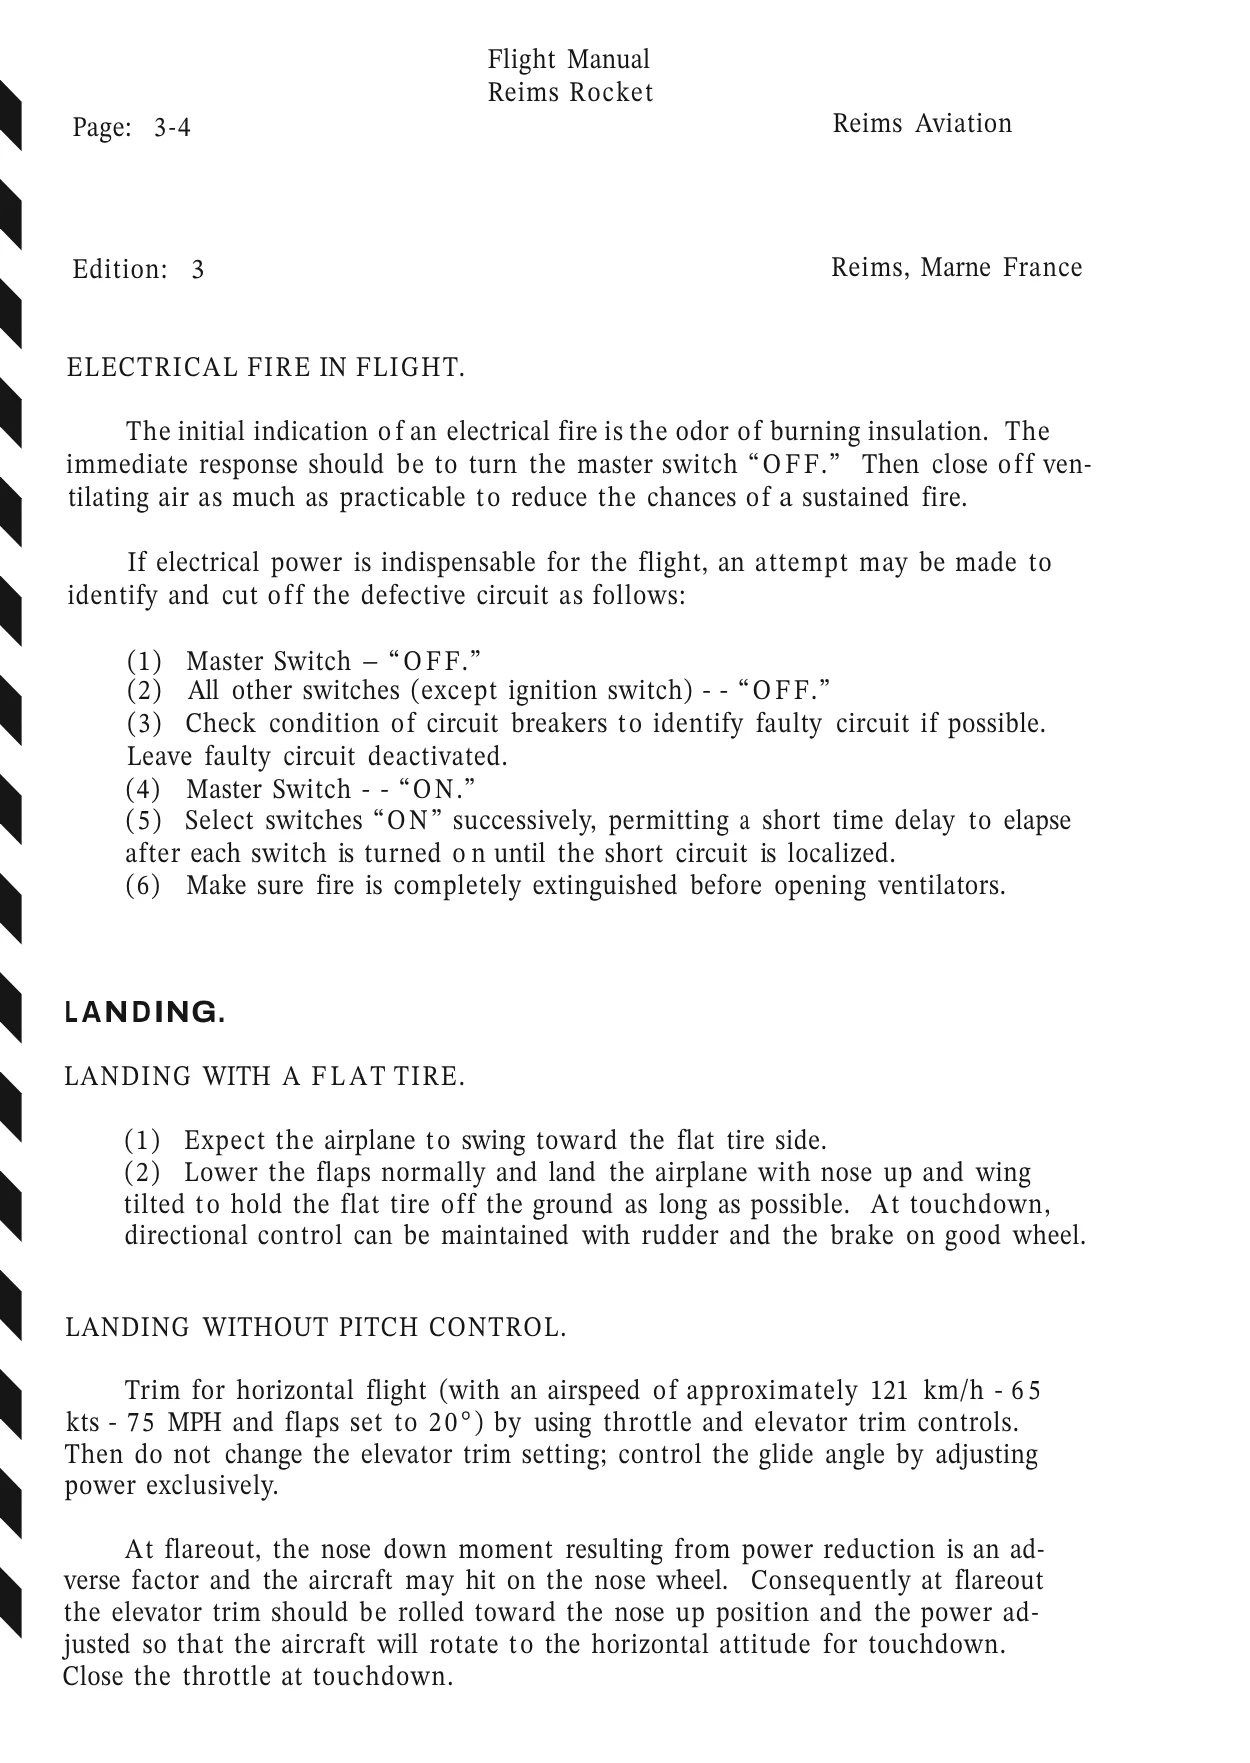 Flight Manual
Reims Rocket
Page: 3-4
Reims Aviation
Edition: 3
Reims, Marne France
ELECTRICAL FIRE IN FLIGHT.
The initial indication of an electrical fire is the odor of burning insulation. The
immediate response should be to turn the master switch “OFF.” Then close off ven-
tilating air as much as practicable to reduce the chances of a sustained fire.
If electrical power is indispensable for the flight, an attempt may be made to
identify and cut off the defective circuit as follows:
(1) Master Switch – “OFF.”
(2) All other switches (except ignition switch) - - “OFF.”
(3) Check condition of circuit breakers to identify faulty circuit if possible.
Leave faulty circuit deactivated.
(4) Master Switch - - “ON.”
(5) Select switches “ON” successively, permitting a short time delay to elapse
after each switch is turned on until the short circuit is localized.
(6) Make sure fire is completely extinguished before opening ventilators.
LANDING.
LANDING WITH A FLAT TIRE.
(1) Expect the airplane to swing toward the flat tire side.
(2) Lower the flaps normally and land the airplane with nose up and wing
tilted to hold the flat tire off the ground as long as possible. At touchdown,
directional control can be maintained with rudder and the brake on good wheel.
LANDING WITHOUT PITCH CONTROL.
Trim for horizontal flight (with an airspeed of approximately 121 km/h - 65
kts - 75 MPH and flaps set to 20°) by using throttle and elevator trim controls.
Then do not change the elevator trim setting; control the glide angle by adjusting
power exclusively.
At flareout, the nose down moment resulting from power reduction is an ad-
verse factor and the aircraft may hit on the nose wheel. Consequently at flareout
the elevator trim should be rolled toward the nose up position and the power ad-
justed so that the aircraft will rotate to the horizontal attitude for touchdown.
Close the throttle at touchdown.